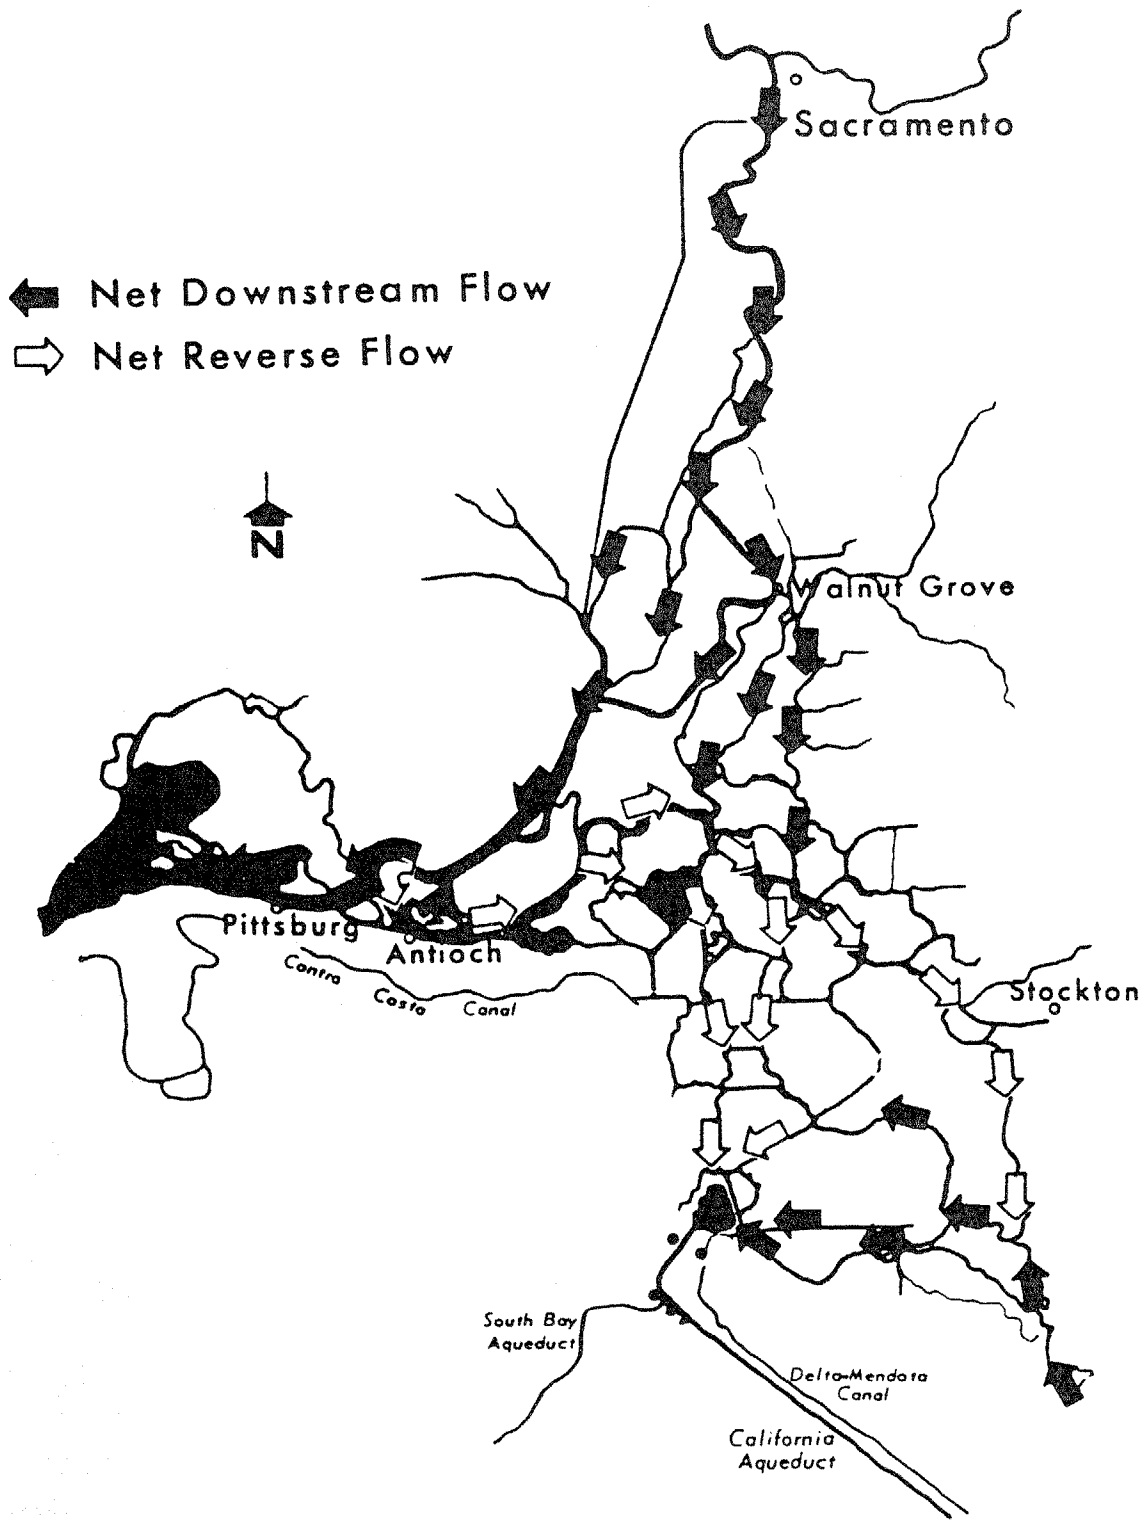 Sacramento
Net Downstream Flow
Net Reverse Flow
N
Walnut Grove
Pittsburg
Antioch
Contra Costa Canal
Stockton
South Bay
Aqueduct
Delta-Mendota
Canal
California
Aqueduct